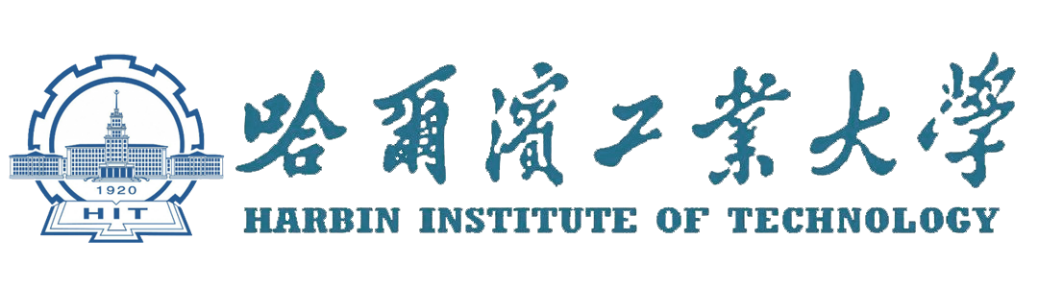 1920
HIT
哈爾濱工業大學
HARBIN INSTITUTE OF TECHNOLOGY